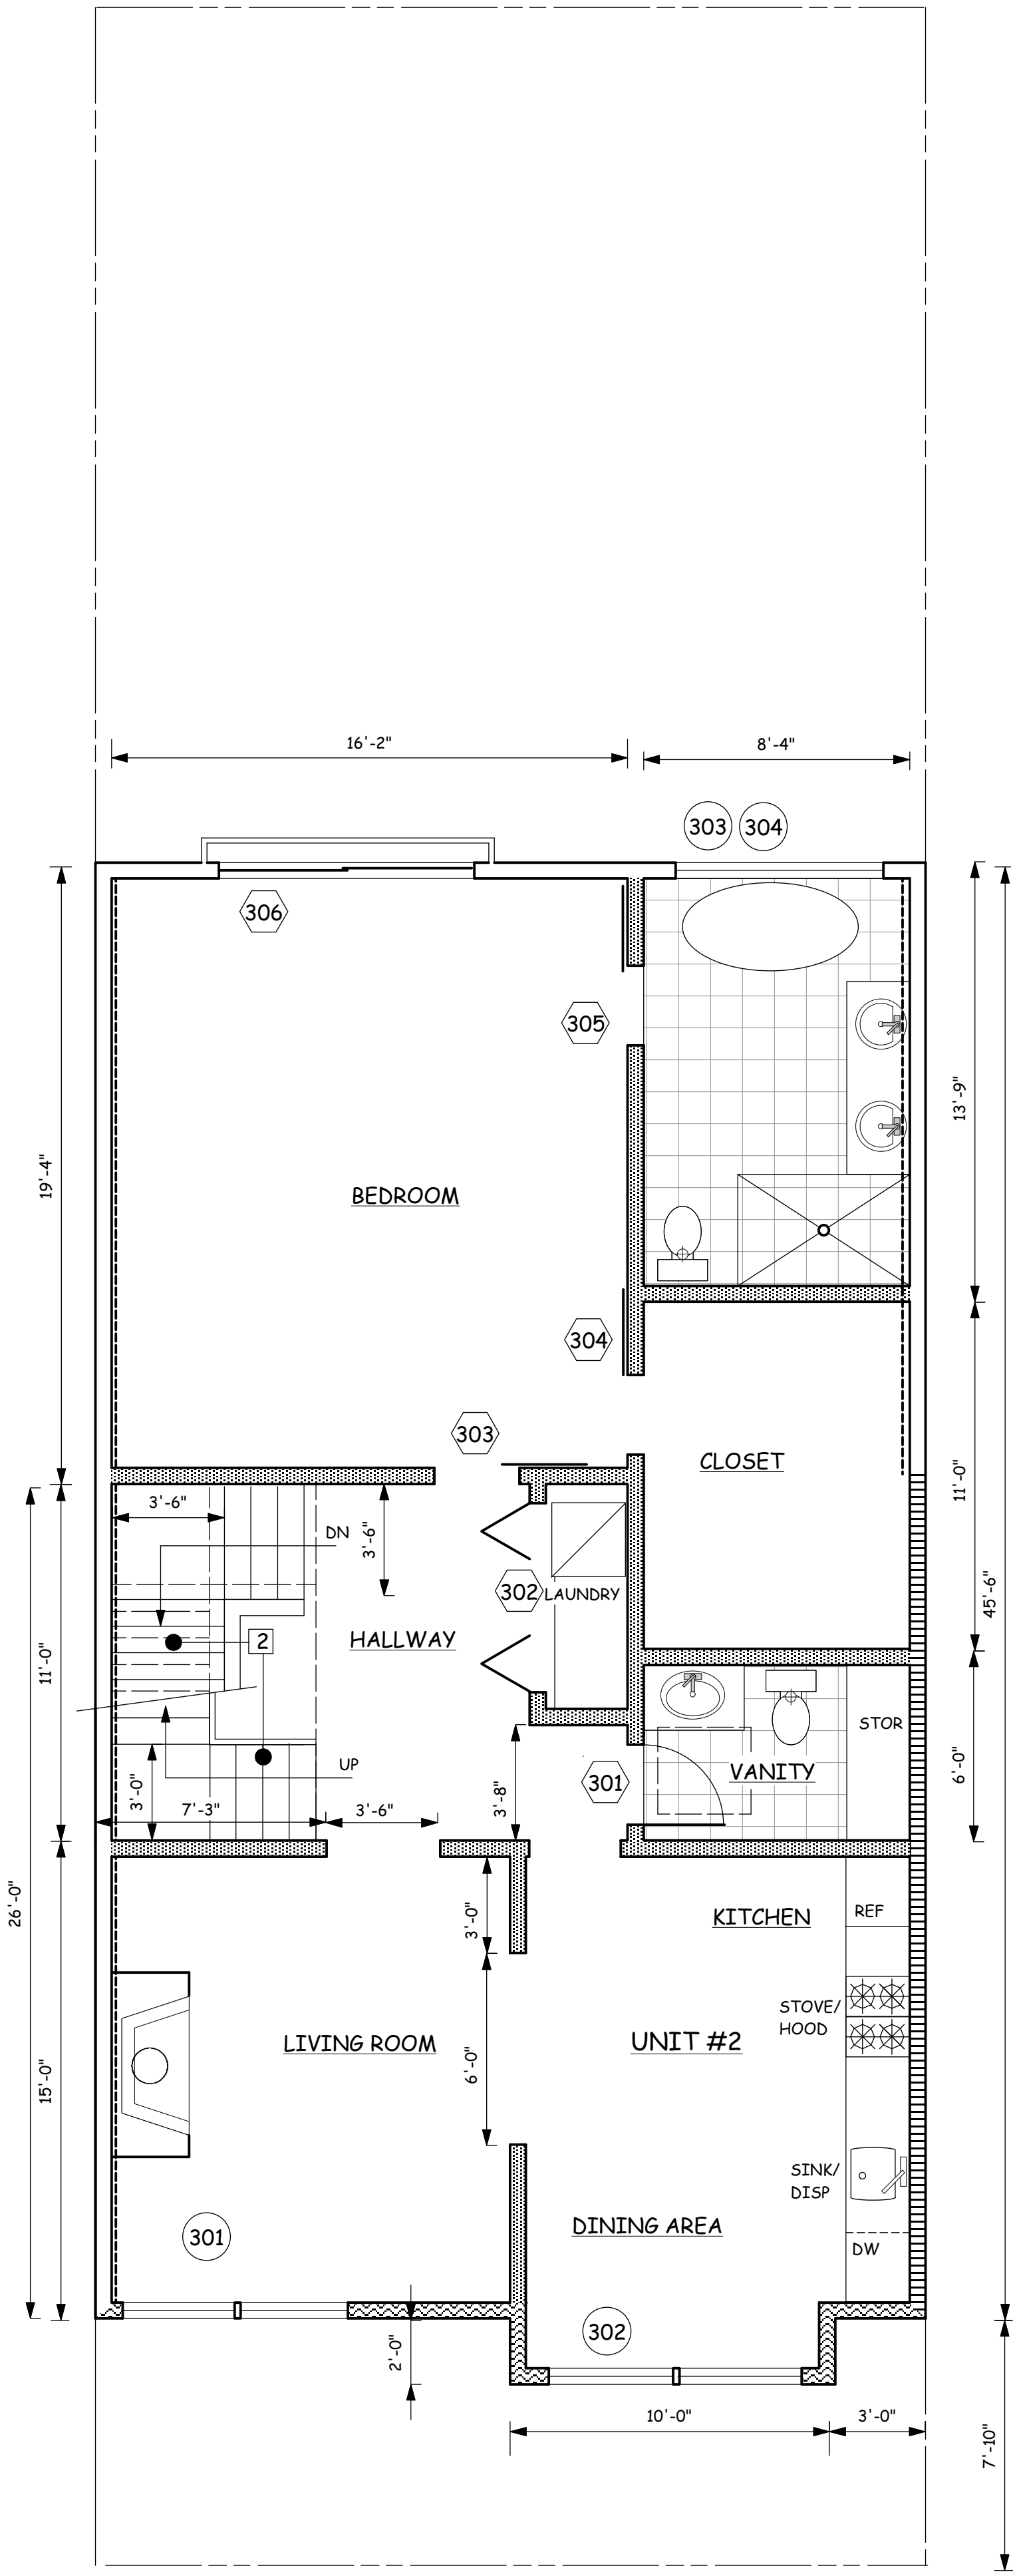 16'-2"
8'-4"
303
304
306
305
13'-9"
19'-4"
BEDROOM
304
303
CLOSET
11'-0"
3'-6"
DN
3'-6"
302
LAUNDRY
45'-6"
HALLWAY
2
11'-0"
STOR
UP
301
VANITY
6'-0"
3'-0"
7'-3"
3'-6"
3'-8"
26'-0"
3'-0"
KITCHEN
REF
STOVE/
HOOD
LIVING ROOM
UNIT #2
6'-0"
15'-0"
SINK/
DISP
DINING AREA
301
DW
302
2'-0"
10'-0"
3'-0"
7'-10"